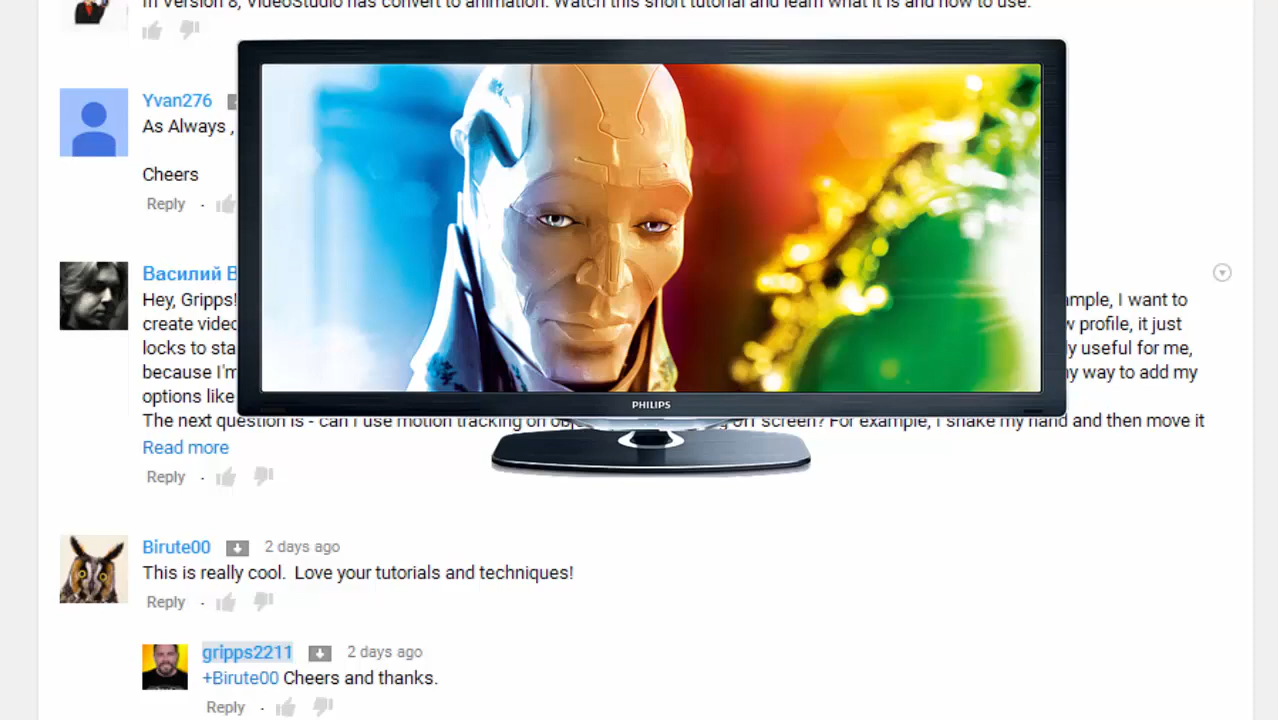 In Version 8, VideoStudio has convert to animation. Watch this short tutorial and learn what it is and how to use.
Yvan276
As Always ,
Cheers
Reply
Василий В
Hey, Gripps! ample, I want to
create video w profile, it just
locks to sta y useful for me,
because I'm ny way to add my
options like
The next question is - can I use motion tracking on screen? For example, I shake my hand and then move it
Read more
Reply
PHILIPS
Birute00 2 days ago
This is really cool. Love your tutorials and techniques!
Reply
gripps2211 2 days ago
+Birute00 Cheers and thanks.
Reply